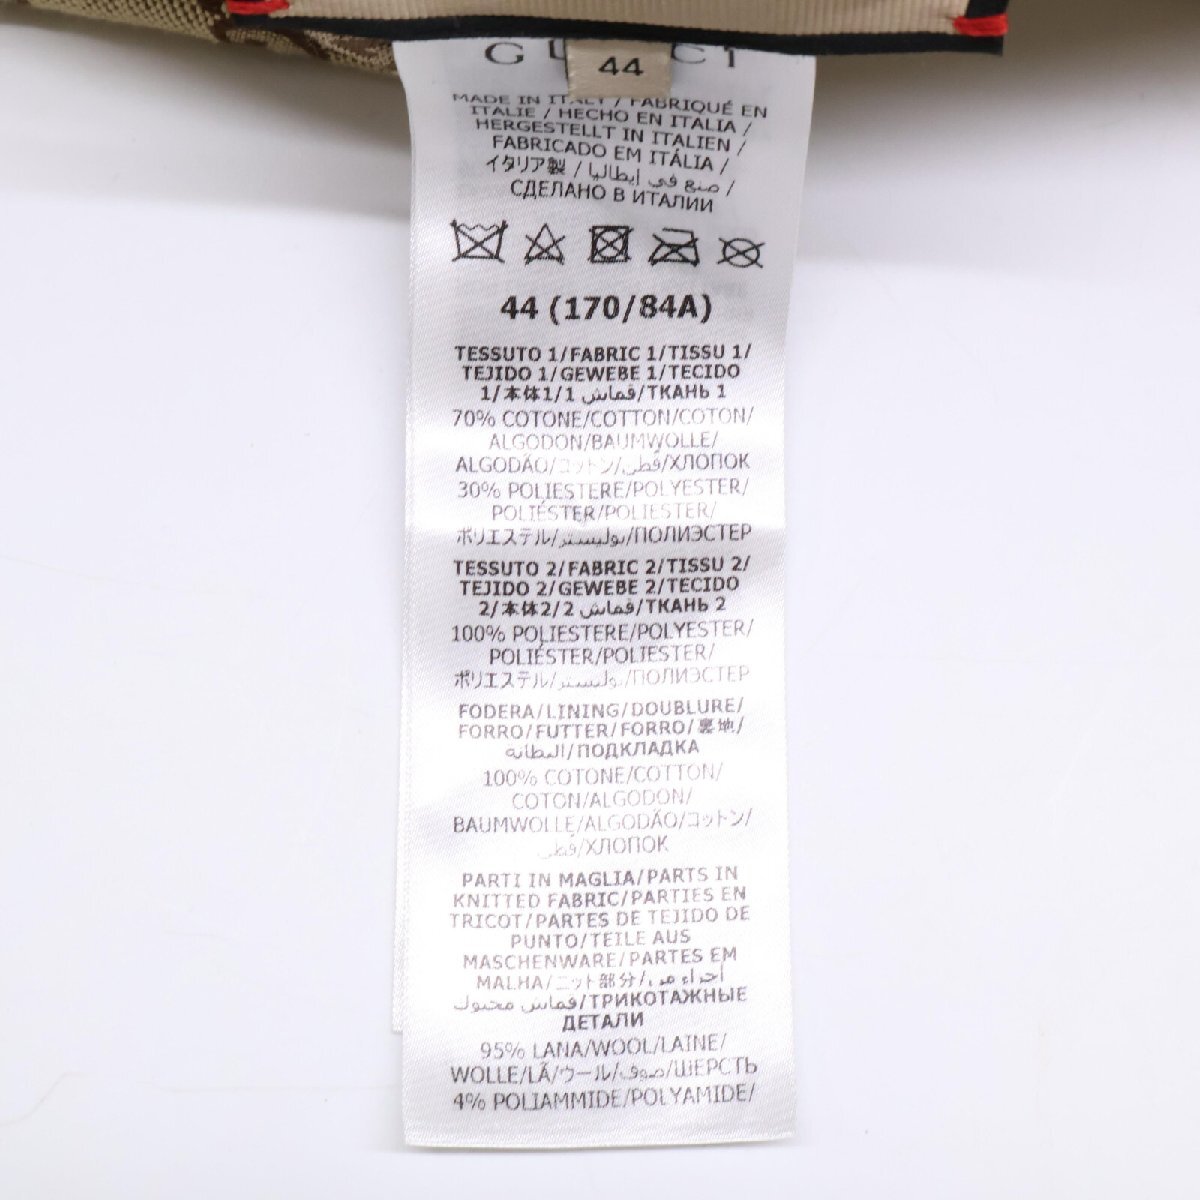 GUCCI
44
MADE IN ITALY / FABRIQUÉ EN
ITALIE / HECHO EN ITALIA /
HERGESTELLT IN ITALIEN /
FABRICADO EM ITÁLIA /
イタリア製 / صنع في إيطاليا /
СДЕЛАНО В ИТАЛИИ
44 (170/84A)
TESSUTO 1/FABRIC 1/TISSU 1/
TEJIDO 1/GEWEBE 1/TECIDO
1/本体1/1 قماش/ТКАНЬ 1
70% COTONE/COTTON/COTON/
ALGODON/BAUMWOLLE/
ALGODÃO/コットン/قطن/ХЛОПОК
30% POLIESTERE/POLYESTER/
POLIÉSTER/POLIESTER/
ポリエステル/بوليستر/ПОЛИЭСТЕР
TESSUTO 2/FABRIC 2/TISSU 2/
TEJIDO 2/GEWEBE 2/TECIDO
2/本体2/2 قماش/ТКАНЬ 2
100% POLIESTERE/POLYESTER/
POLIÉSTER/POLIESTER/
ポリエステル/بوليستر/ПОЛИЭСТЕР
FODERA/LINING/DOUBLURE/
FORRO/FUTTER/FORRO/裏地/
البطانة/ПОДКЛАДКА
100% COTONE/COTTON/
COTON/ALGODON/
BAUMWOLLE/ALGODÃO/コットン/
قطن/ХЛОПОК
PARTI IN MAGLIA/PARTS IN
KNITTED FABRIC/PARTIES EN
TRICOT/PARTES DE TEJIDO DE
PUNTO/TEILE AUS
MASCHENWARE/PARTES EM
MALHA/ニット部分/أجزاء من
قماش محبوك/ТРИКОТАЖНЫЕ
ДЕТАЛИ
95% LANA/WOOL/LAINE/
WOLLE/LÃ/ウール/صوف/ШЕРСТЬ
4% POLIAMMIDE/POLYAMIDE/